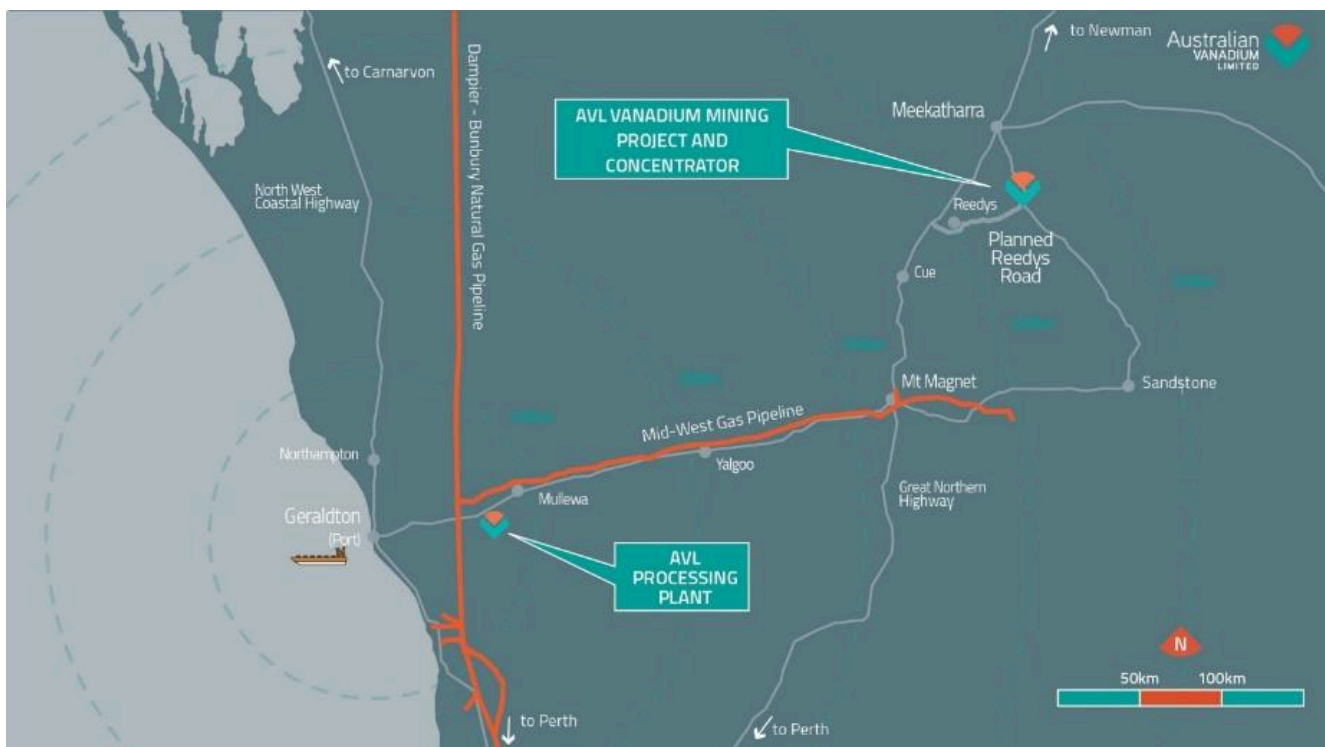 to Newman
Australian
VANADIUM
LIMITED
to Carnarvon
Dampier - Bunbury Natural Gas Pipeline
AVL VANADIUM MINING
PROJECT AND
CONCENTRATOR
Meekatharra
North West
Coastal Highway
Reedys
Planned
Reedys
Road
Cue
Mt Magnet
Sandstone
Mid-West Gas Pipeline
Northampton
Yalgoo
Mullewa
Great Northern
Highway
Geraldton
(Port)
AVL
PROCESSING
PLANT
N
50km
100km
to Perth
to Perth